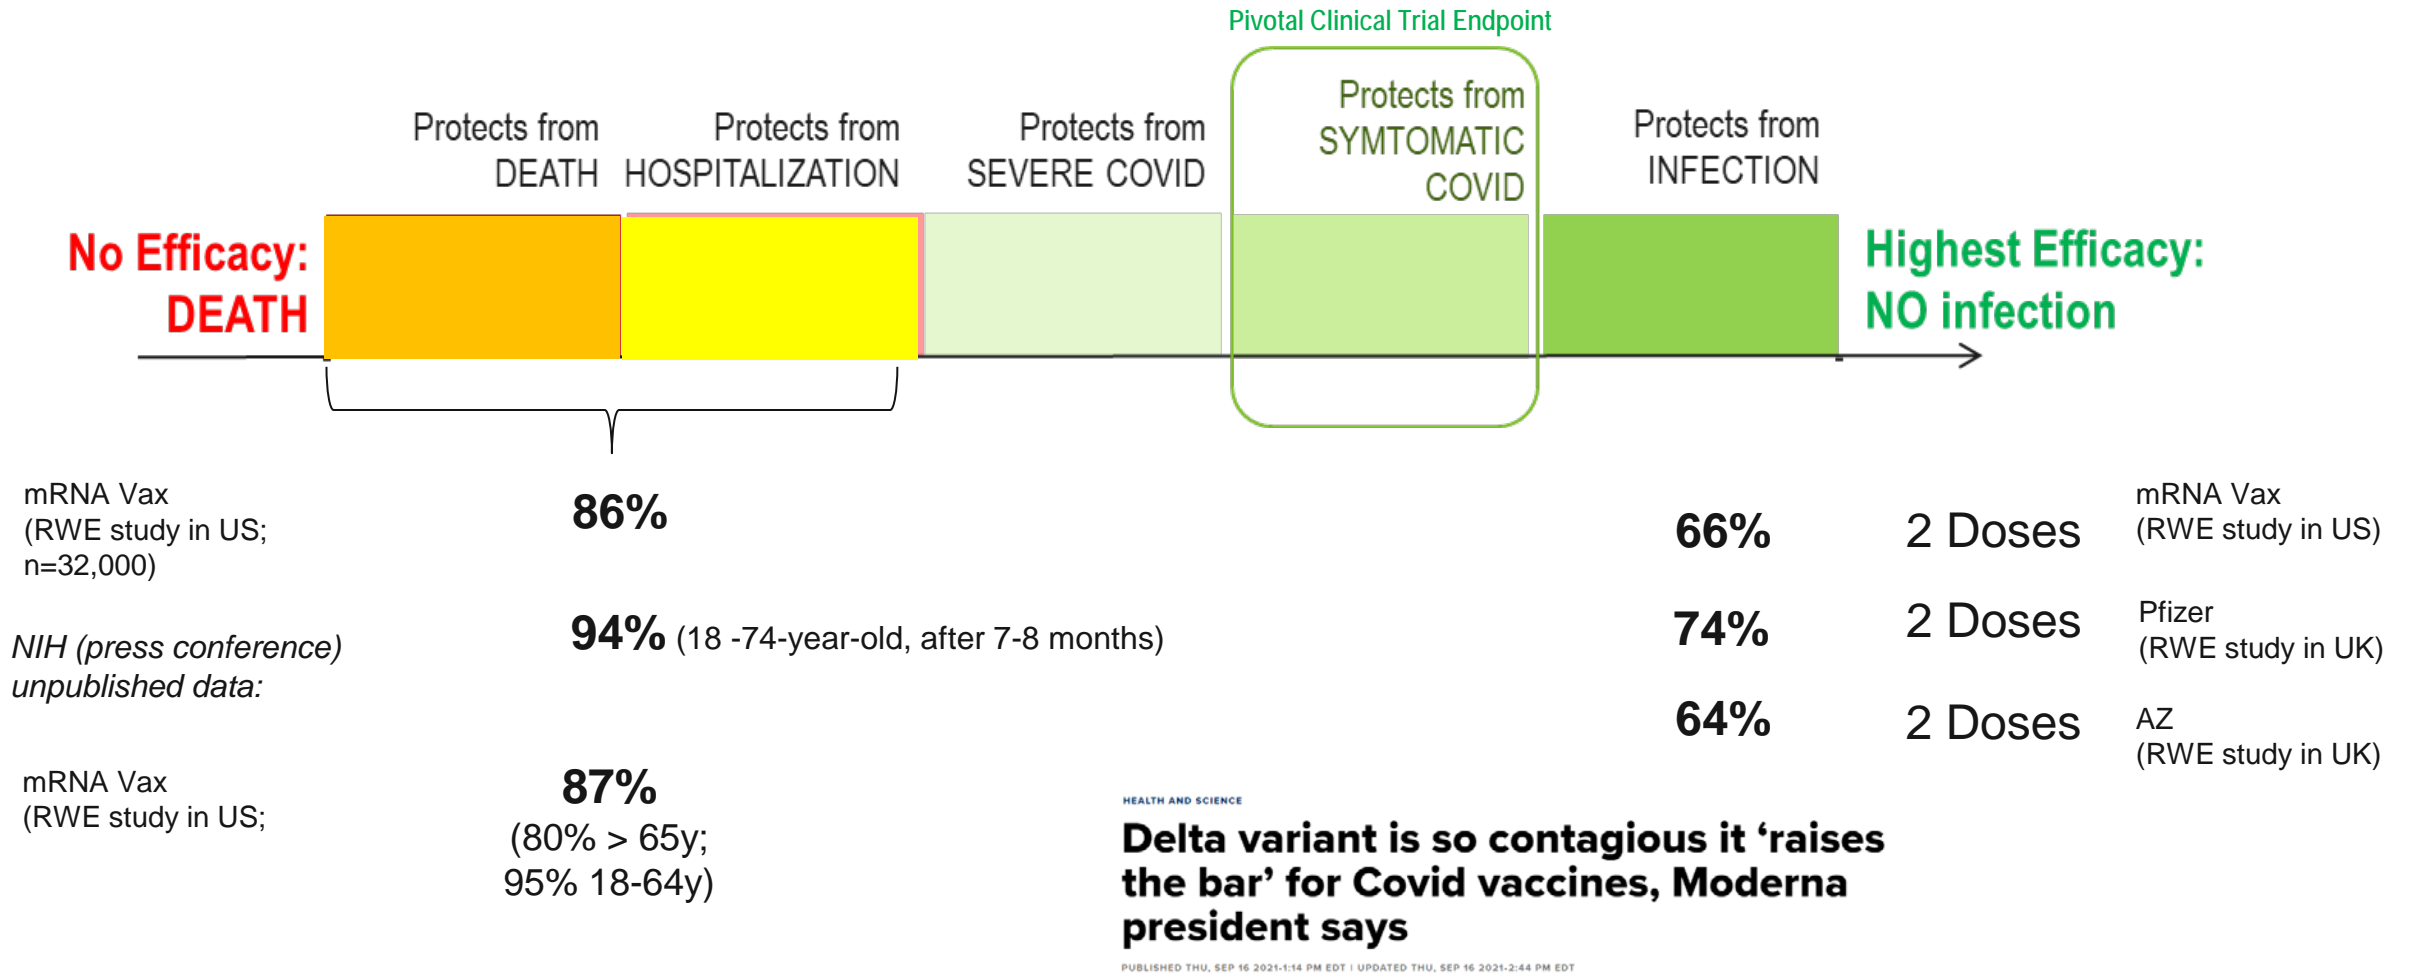 Pivotal Clinical Trial Endpoint
Protects from
DEATH
Protects from
HOSPITALIZATION
Protects from
SEVERE COVID
Protects from
SYMTOMATIC
COVID
Protects from
INFECTION
No Efficacy:
DEATH
Highest Efficacy:
NO infection
mRNA Vax
(RWE study in US;
n=32,000)
86%
66%
2 Doses
mRNA Vax
(RWE study in US)
NIH (press conference)
unpublished data:
94% (18 -74-year-old, after 7-8 months)
74%
2 Doses
Pfizer
(RWE study in UK)
64%
2 Doses
AZ
(RWE study in UK)
mRNA Vax
(RWE study in US;
87%
(80% > 65y;
95% 18-64y)
HEALTH AND SCIENCE
Delta variant is so contagious it ‘raises
the bar’ for Covid vaccines, Moderna
president says
PUBLISHED THU, SEP 16 2021-1:14 PM EDT | UPDATED THU, SEP 16 2021-2:44 PM EDT